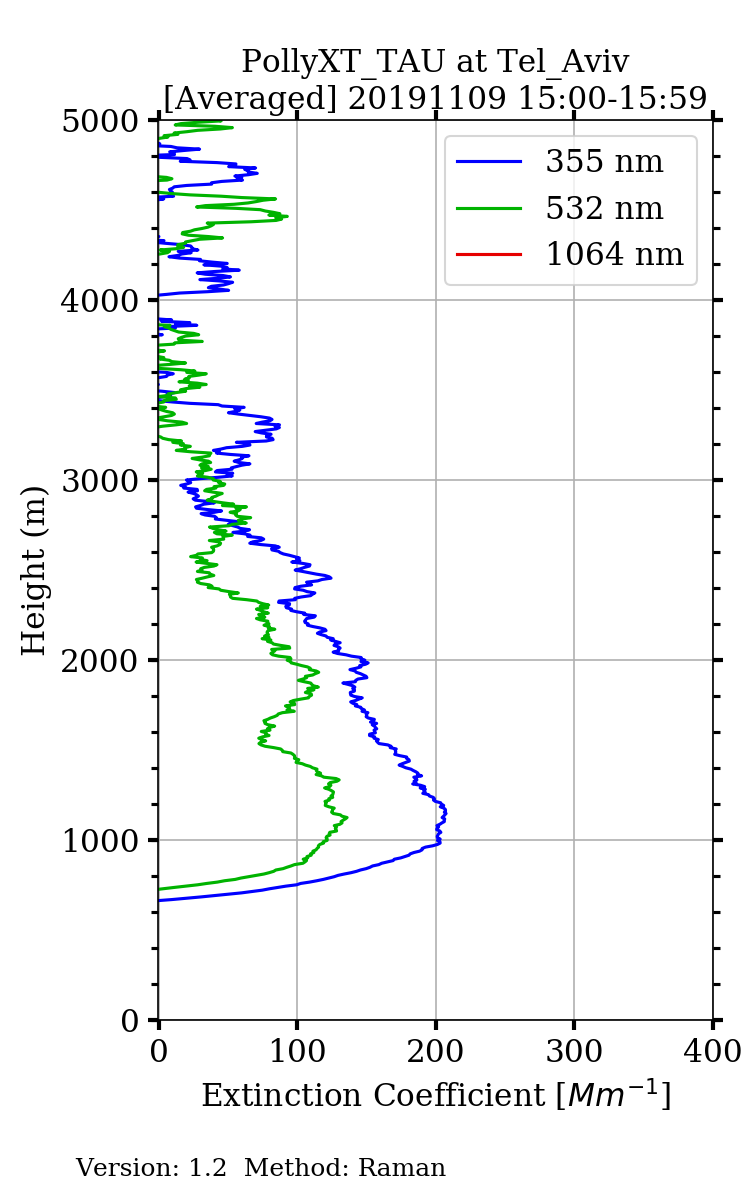 PollyXT_TAU at Tel_Aviv
[Averaged] 20191109 15:00-15:59
5000
355 nm
532 nm
1064 nm
4000
3000
Height (m)
2000
1000
0
0 100 200 300 400
Extinction Coefficient [Mm⁻¹]
Version: 1.2 Method: Raman